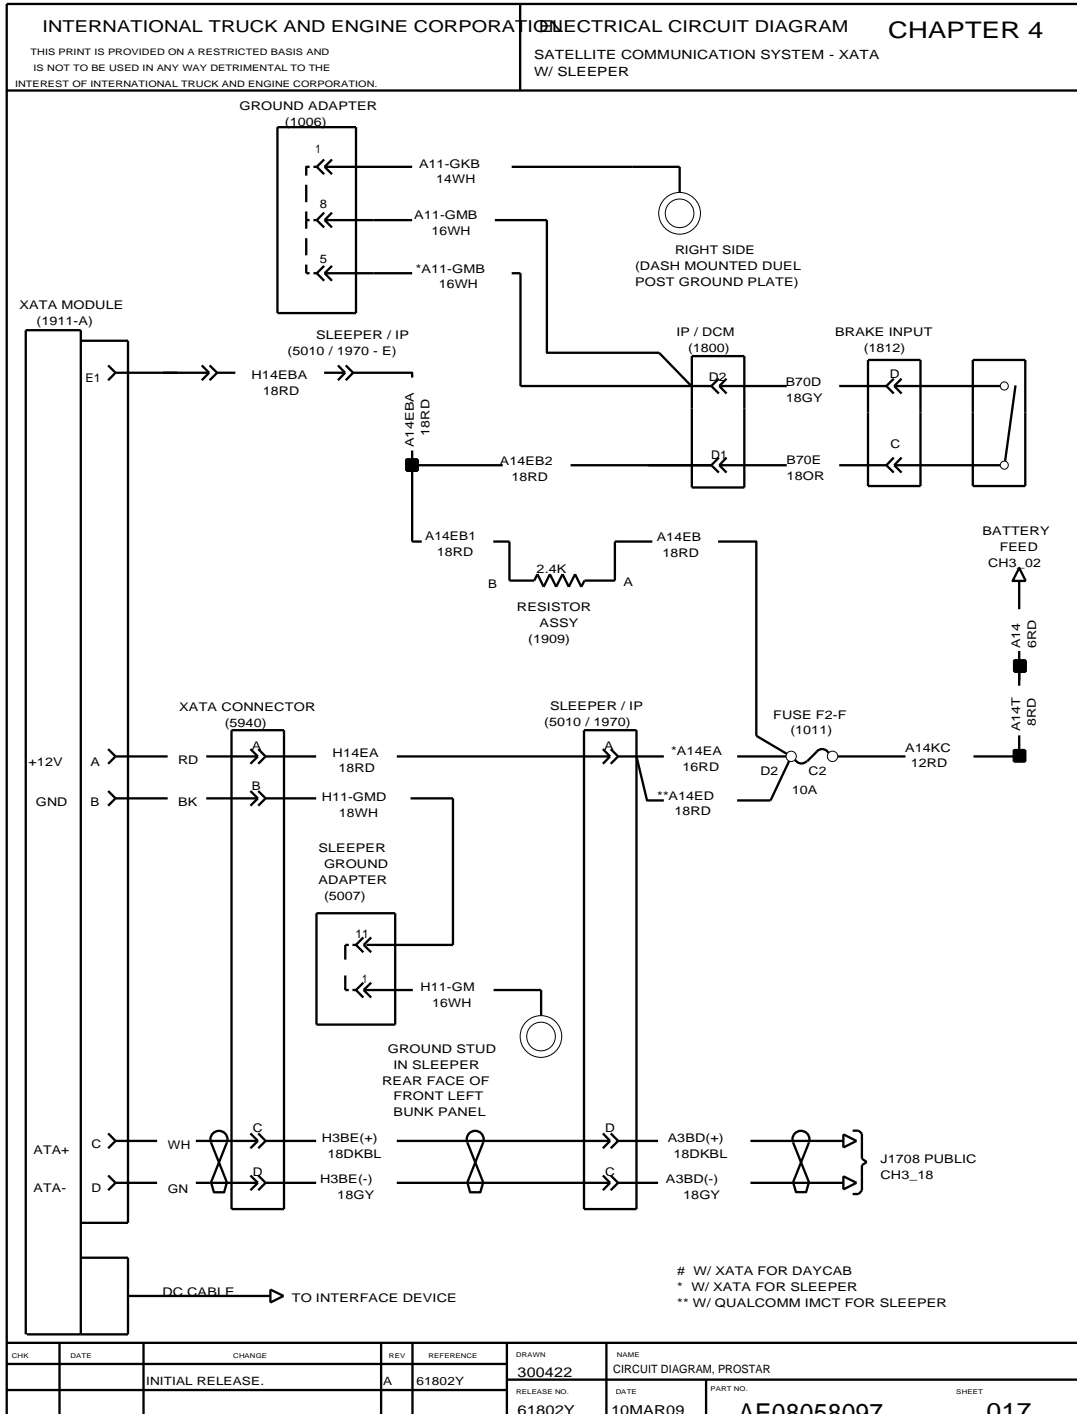 INTERNATIONAL TRUCK AND ENGINE CORPORATION
ELECTRICAL CIRCUIT DIAGRAM
CHAPTER 4
THIS PRINT IS PROVIDED ON A RESTRICTED BASIS AND
IS NOT TO BE USED IN ANY WAY DETRIMENTAL TO THE
INTEREST OF INTERNATIONAL TRUCK AND ENGINE CORPORATION.
SATELLITE COMMUNICATION SYSTEM - XATA
W/ SLEEPER
GROUND ADAPTER
(1006)
1
A11-GKB
14WH
8
A11-GMB
16WH
5
*A11-GMB
16WH
RIGHT SIDE
(DASH MOUNTED DUEL
POST GROUND PLATE)
XATA MODULE
(1911-A)
SLEEPER / IP
(5010 / 1970 - E)
IP / DCM
(1800)
BRAKE INPUT
(1812)
E1
H14EBA
18RD
A14EBA
18RD
D2
B70D
18GY
D
A14EB2
18RD
D1
B70E
18OR
C
A14EB1
18RD
A14EB
18RD
B
2.4K
A
RESISTOR
ASSY
(1909)
BATTERY
FEED
CH3_02
A14
6RD
A14T
8RD
XATA CONNECTOR
(5940)
SLEEPER / IP
(5010 / 1970)
FUSE F2-F
(1011)
+12V
A
RD
A
H14EA
18RD
A
*A14EA
16RD
D2
C2
10A
A14KC
12RD
GND
B
BK
B
H11-GMD
18WH
**A14ED
18RD
SLEEPER
GROUND
ADAPTER
(5007)
11
1
H11-GM
16WH
GROUND STUD
IN SLEEPER
REAR FACE OF
FRONT LEFT
BUNK PANEL
ATA+
C
WH
C
H3BE(+)
18DKBL
D
A3BD(+)
18DKBL
ATA-
D
GN
D
H3BE(-)
18GY
C
A3BD(-)
18GY
J1708 PUBLIC
CH3_18
DC CABLE
TO INTERFACE DEVICE
# W/ XATA FOR DAYCAB
* W/ XATA FOR SLEEPER
** W/ QUALCOMM IMCT FOR SLEEPER
CHK DATE CHANGE REV REFERENCE
INITIAL RELEASE. A 61802Y
DRAWN
300422
NAME
CIRCUIT DIAGRAM, PROSTAR
RELEASE NO.
61802Y
DATE
10MAR09
PART NO.
AE08058097
SHEET
017